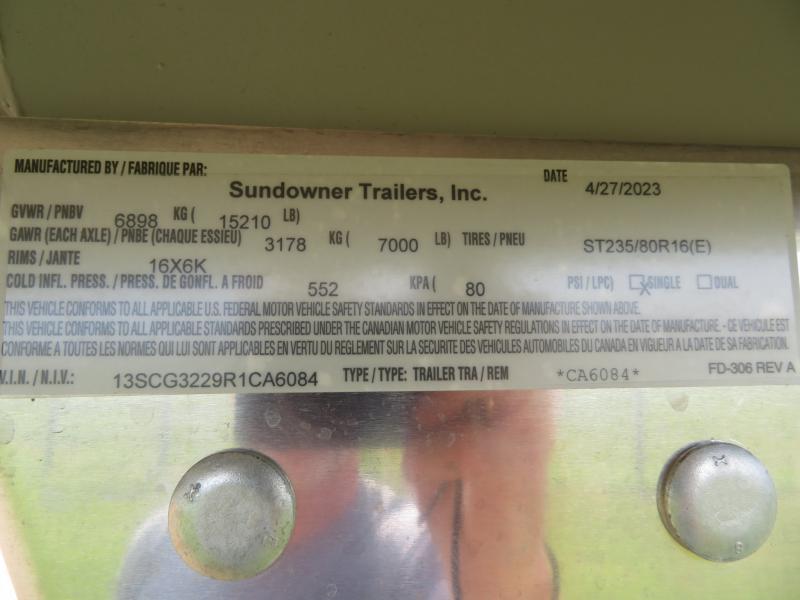 MANUFACTURED BY / FABRIQUE PAR: DATE
Sundowner Trailers, Inc. 4/27/2023
GVWR / PNBV 6898 KG ( 15210 LB)
GAWR (EACH AXLE) / PNBE (CHAQUE ESSIEU) 3178 KG ( 7000 LB) TIRES / PNEU ST235/80R16(E)
RIMS / JANTE 16X6K
COLD INFL. PRESS. / PRESS. DE GONFL. A FROID 552 KPA ( 80 PSI / LPC) X SINGLE DUAL
THIS VEHICLE CONFORMS TO ALL APPLICABLE U.S. FEDERAL MOTOR VEHICLE SAFETY STANDARDS IN EFFECT ON THE DATE OF MANUFACTURE SHOWN ABOVE.
THIS VEHICLE CONFORMS TO ALL APPLICABLE STANDARDS PRESCRIBED UNDER THE CANADIAN MOTOR VEHICLE SAFETY REGULATIONS IN EFFECT ON THE DATE OF MANUFACTURE. - CE VÉHICULE EST
CONFORME A TOUTES LES NORMES QUI LUI SONT APPLICABLES EN VERTU DU REGLEMENT SUR LA SECURITE DES VEHICULES AUTOMOBILES DU CANADA EN VIGUEUR A LA DATE DE SA FABRICATION.
V.I.N. / N.I.V.: 13SCG3229R1CA6084 TYPE / TYPE: TRAILER TRA / REM *CA6084* FD-306 REV A